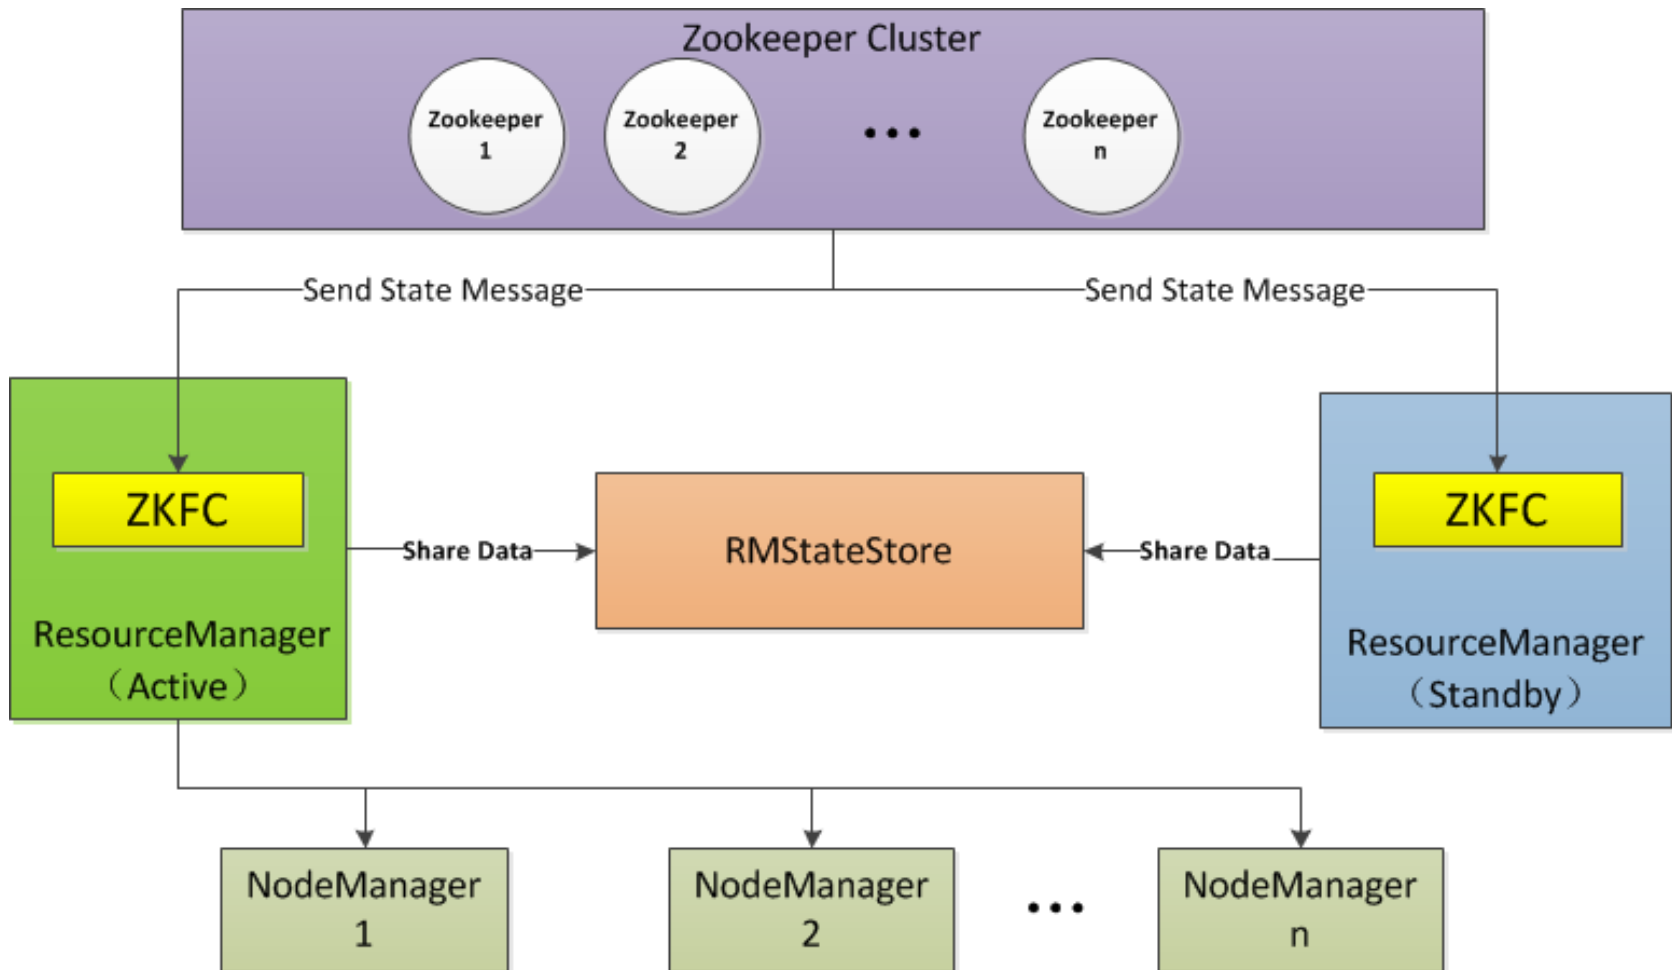 Zookeeper Cluster
Zookeeper
1
Zookeeper
2
...
Zookeeper
n
Send State Message
Send State Message
ZKFC
ResourceManager
（Active）
Share Data
RMStateStore
Share Data
ZKFC
ResourceManager
（Standby）
NodeManager
1
NodeManager
2
...
NodeManager
n